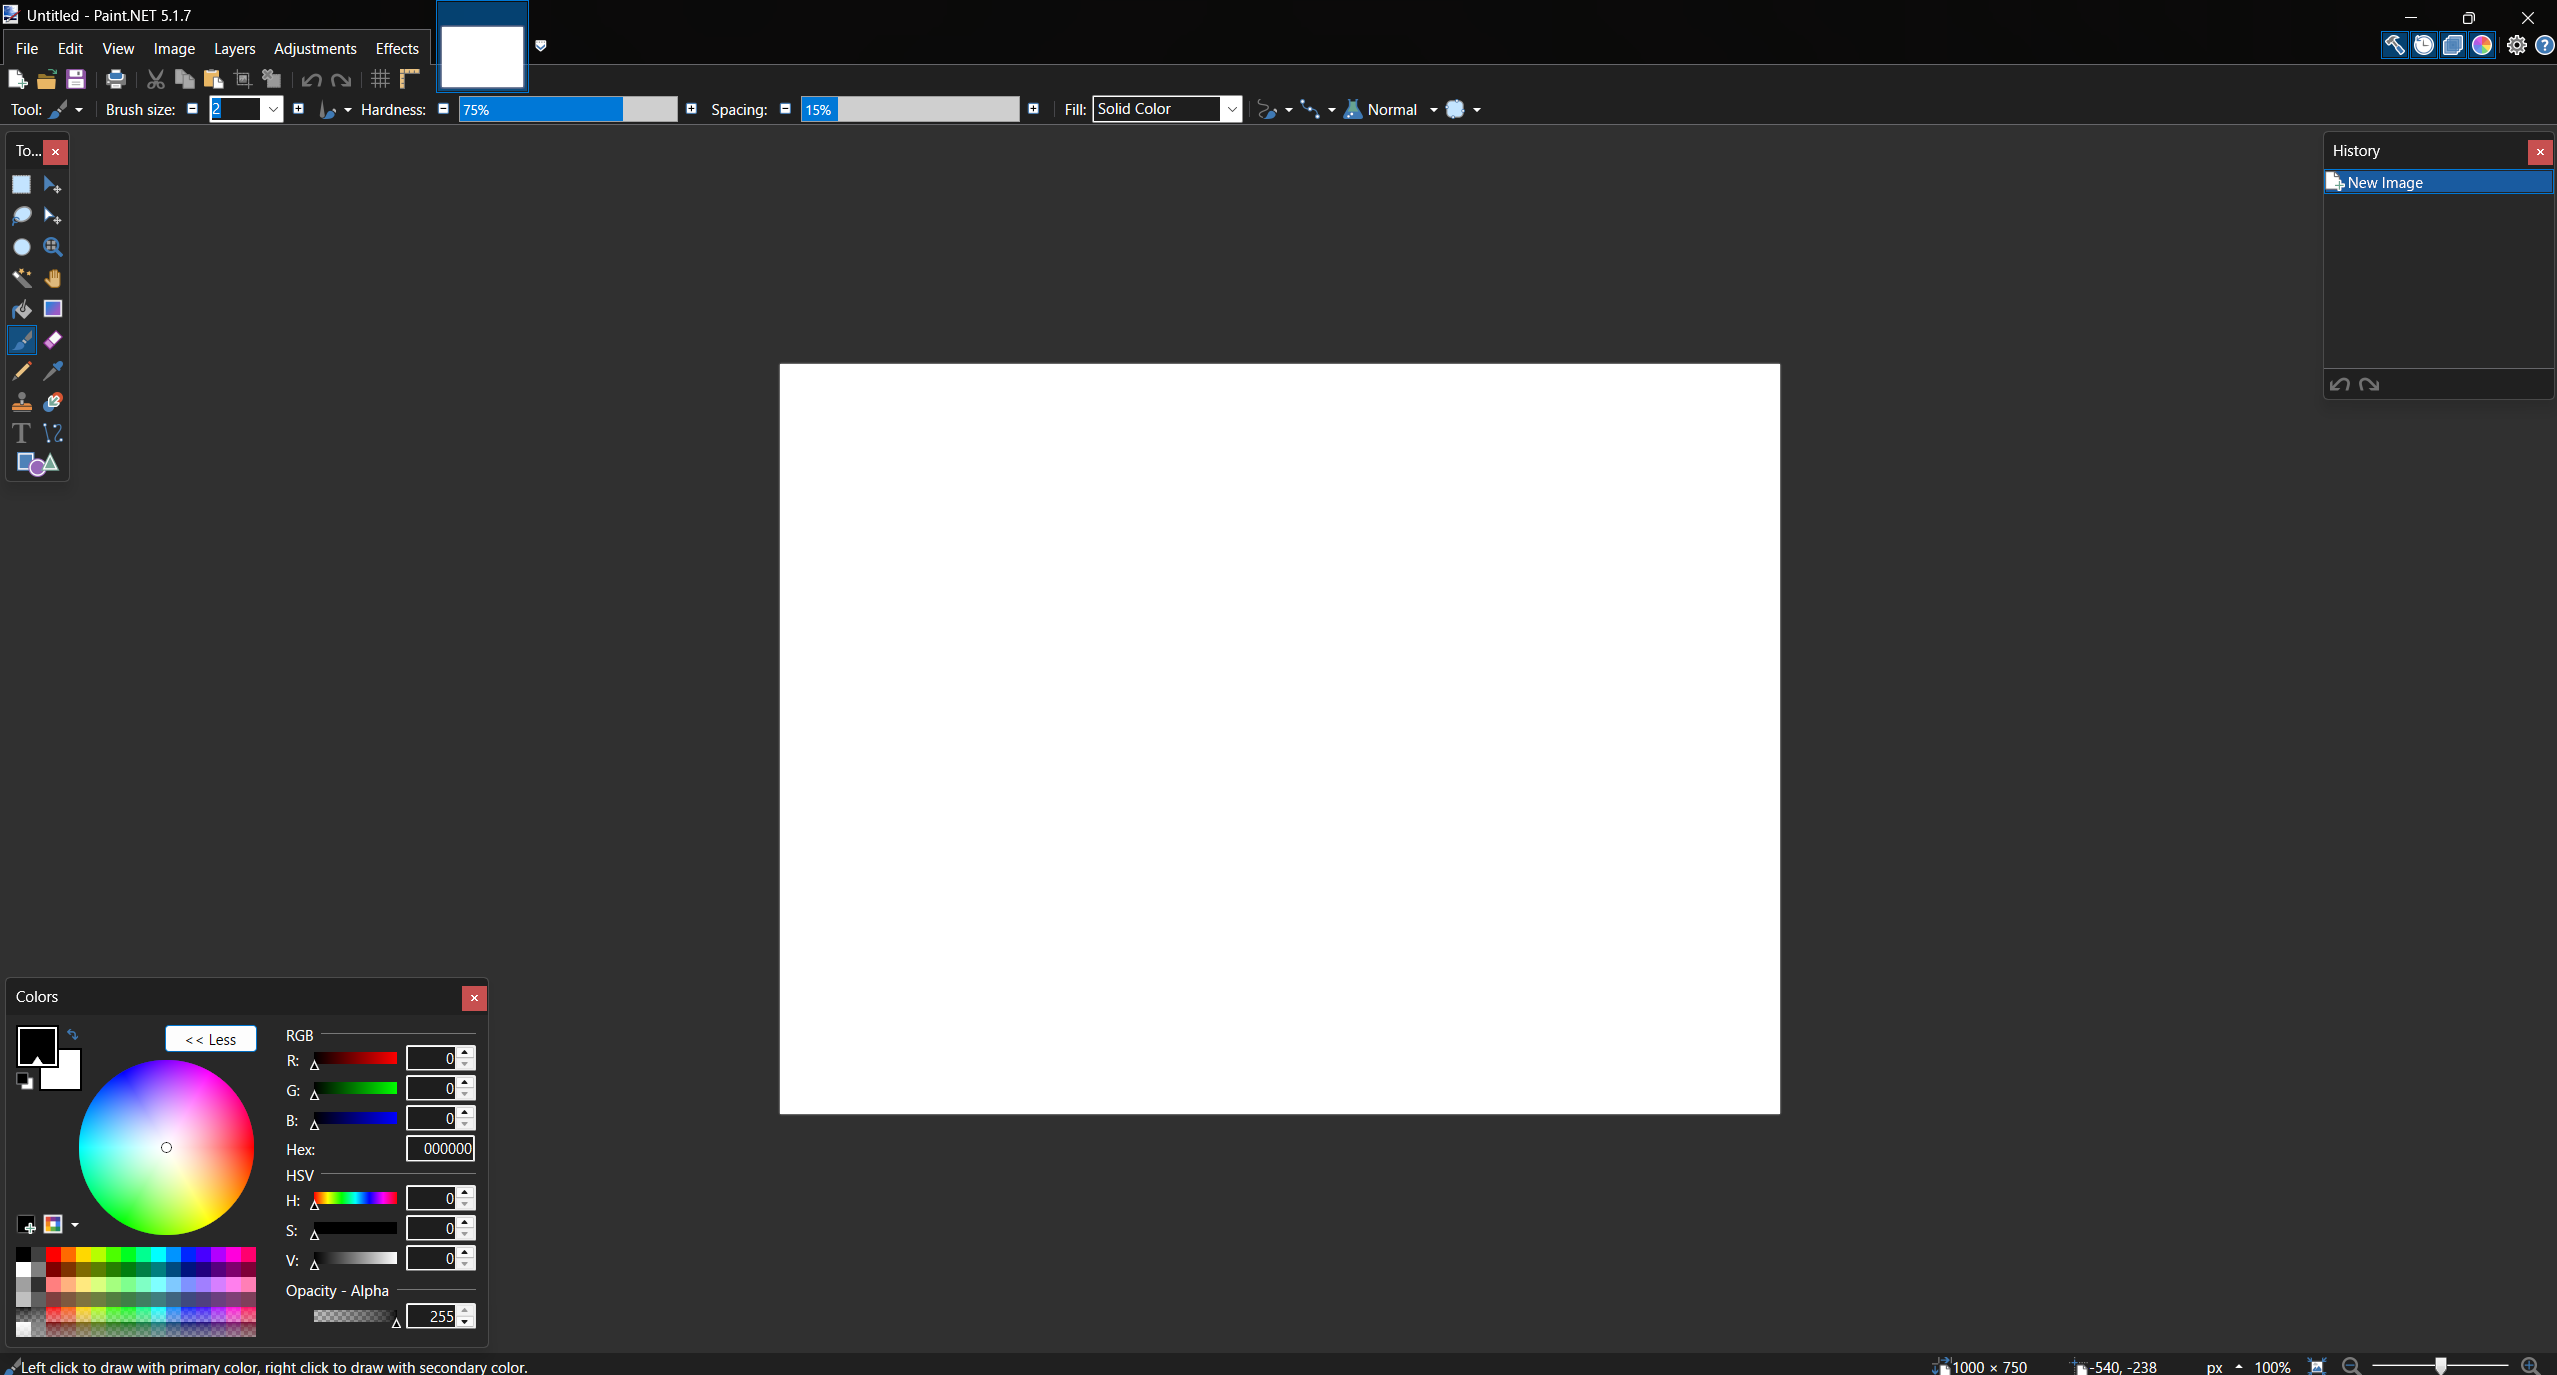 Untitled - Paint.NET 5.1.7
File Edit View Image Layers Adjustments Effects
Tool: Brush size: 2 Hardness: 75% Spacing: 15% Fill: Solid Color Normal
To...
History
New Image
Colors
<< Less
RGB
R: 0
G: 0
B: 0
Hex: 000000
HSV
H: 0
S: 0
V: 0
Opacity - Alpha
255
Left click to draw with primary color, right click to draw with secondary color.
1000 × 750 -540, -238 px 100%